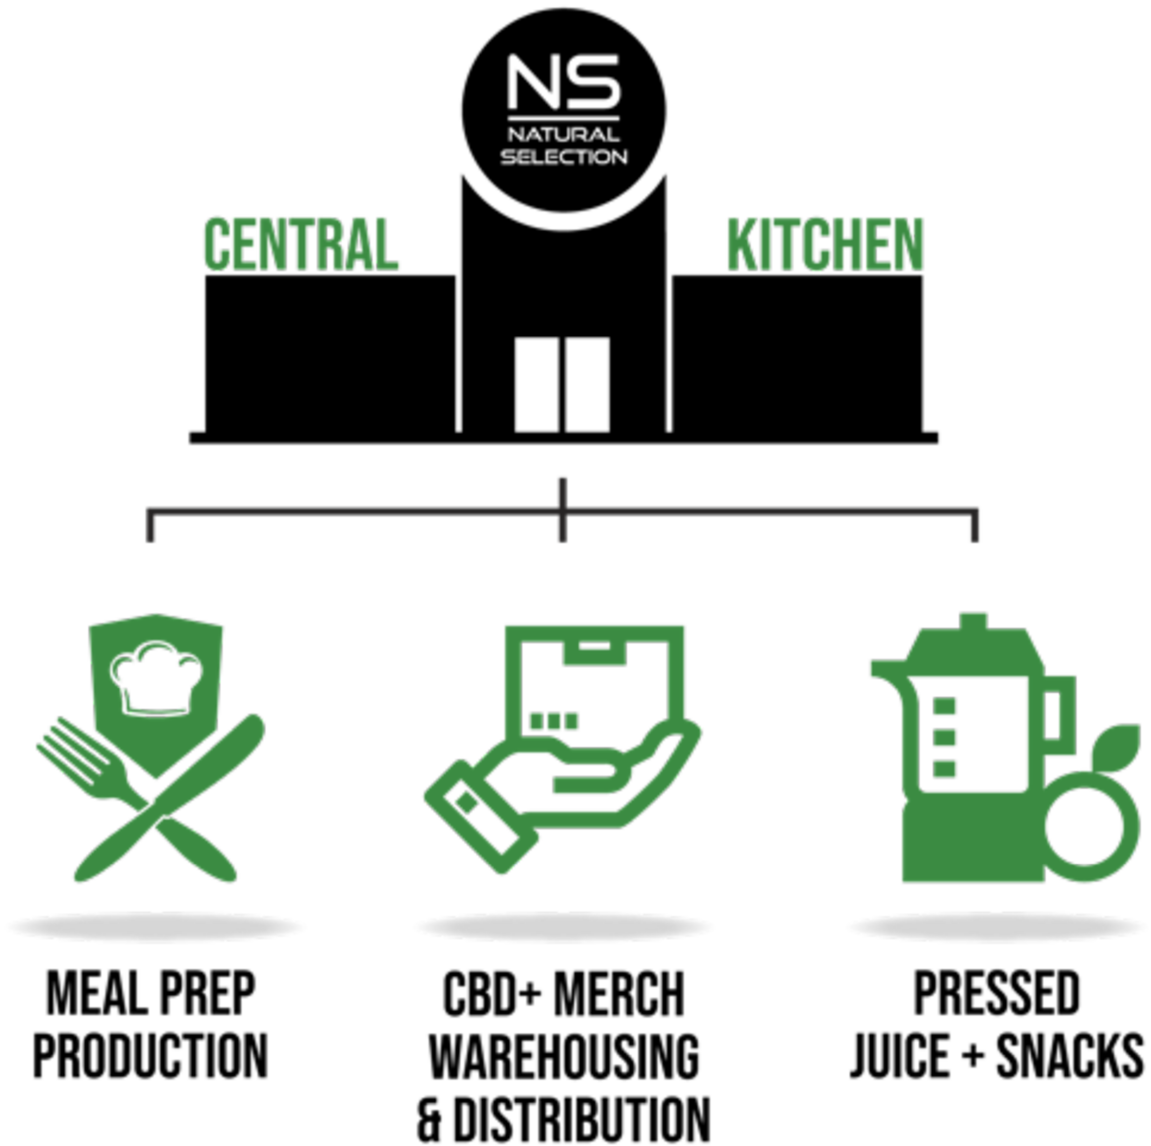 NS
NATURAL
SELECTION
CENTRAL KITCHEN
MEAL PREP
PRODUCTION
CBD+ MERCH
WAREHOUSING
& DISTRIBUTION
PRESSED
JUICE + SNACKS